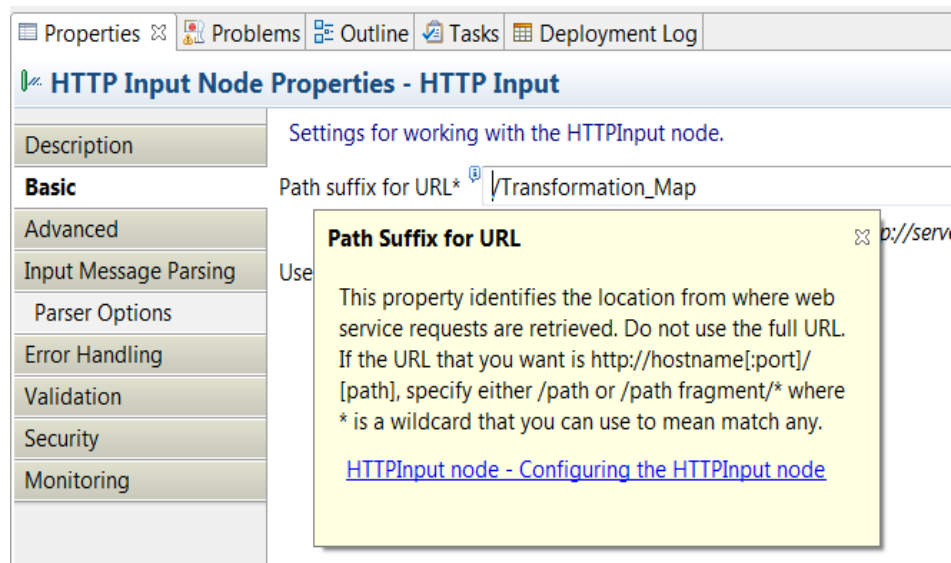 Properties Problems Outline Tasks Deployment Log
HTTP Input Node Properties - HTTP Input
Description
Basic
Advanced
Input Message Parsing
Parser Options
Error Handling
Validation
Security
Monitoring
Settings for working with the HTTPInput node.
Path suffix for URL* /Transformation_Map
p://serve
Use
Path Suffix for URL
This property identifies the location from where web
service requests are retrieved. Do not use the full URL.
If the URL that you want is http://hostname[:port]/
[path], specify either /path or /path fragment/* where
* is a wildcard that you can use to mean match any.
HTTPInput node - Configuring the HTTPInput node